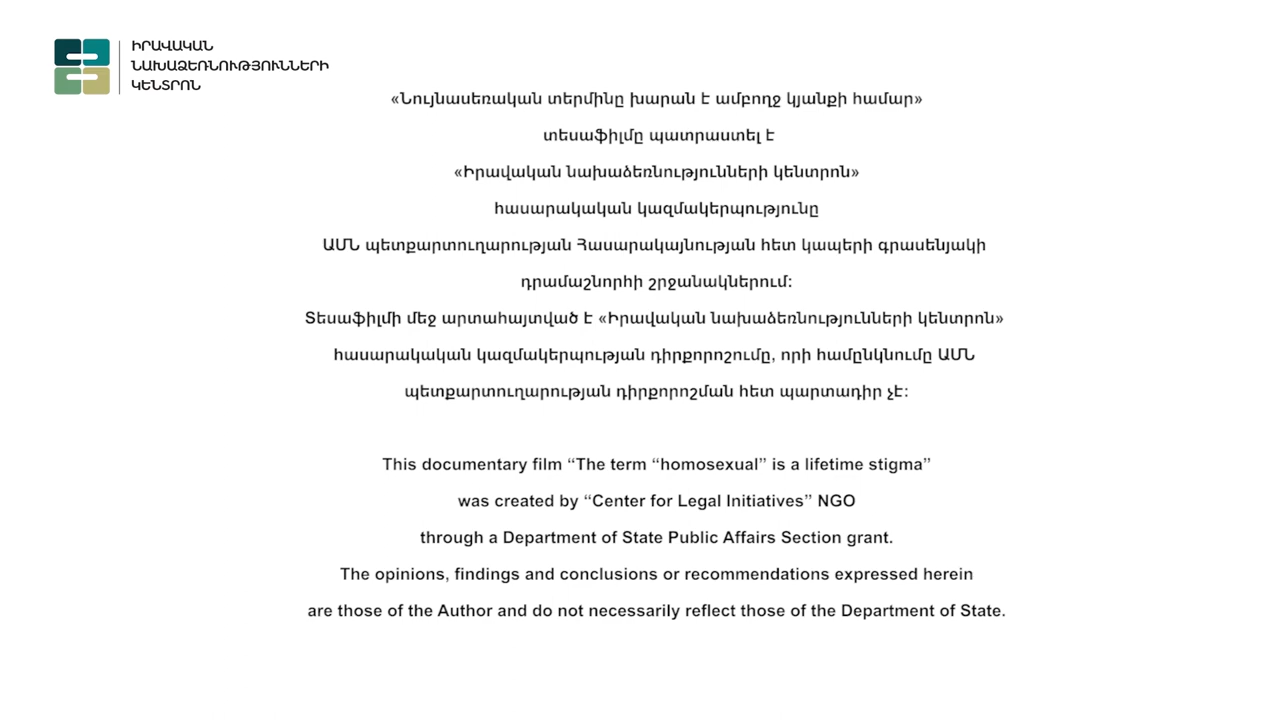 ԻՐԱՎԱԿԱՆ
ՆԱԽԱՁԵՌՆՈՒԹՅՈՒՆՆԵՐԻ
ԿԵՆՏՐՈՆ
«Նույնասեռական տերմինը խարան է ամբողջ կյանքի համար»
տեսաֆիլմը պատրաստել է
«Իրավական նախաձեռնությունների կենտրոն»
հասարակական կազմակերպությունը
ԱՄՆ պետքարտուղարության Հասարակայնության հետ կապերի գրասենյակի
դրամաշնորհի շրջանակներում:
Տեսաֆիլմի մեջ արտահայտված է «Իրավական նախաձեռնությունների կենտրոն»
հասարակական կազմակերպության դիրքորոշումը, որի համընկնումը ԱՄՆ
պետքարտուղարության դիրքորոշման հետ պարտադիր չէ:
This documentary film “The term “homosexual” is a lifetime stigma”
was created by “Center for Legal Initiatives” NGO
through a Department of State Public Affairs Section grant.
The opinions, findings and conclusions or recommendations expressed herein
are those of the Author and do not necessarily reflect those of the Department of State.